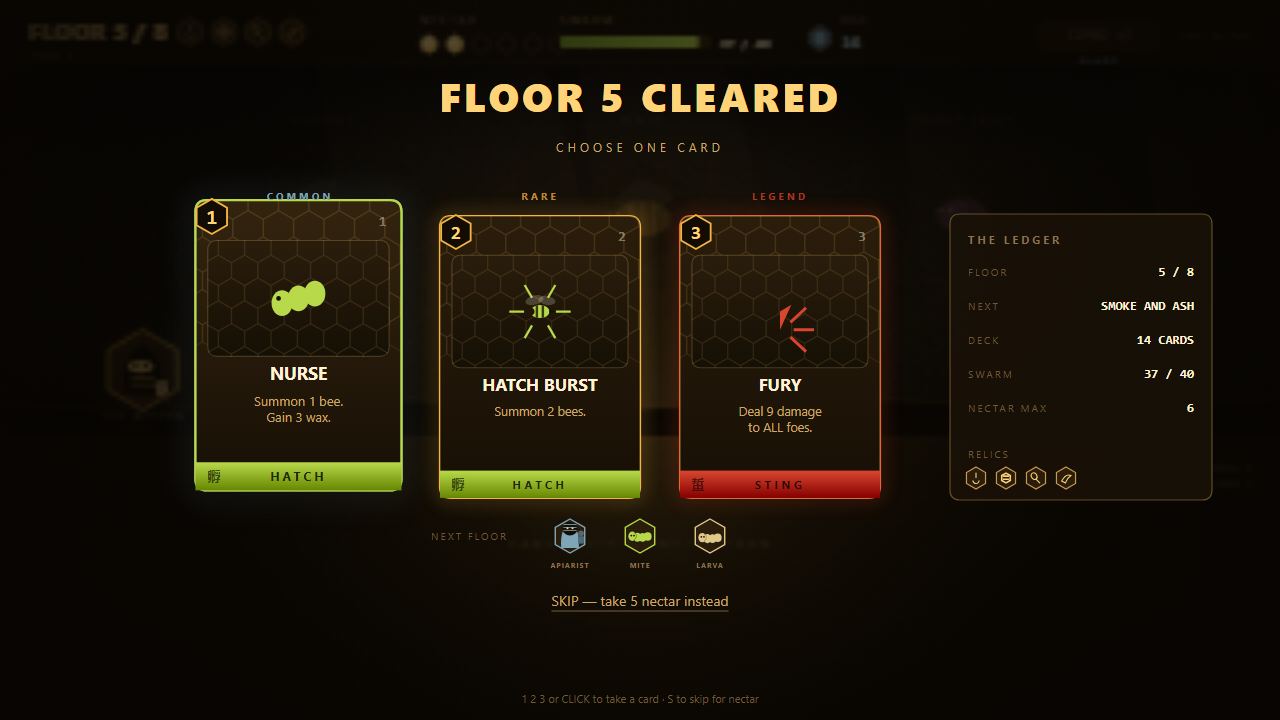 FLOOR 5 / 8
FLOOR 5 CLEARED
CHOOSE ONE CARD
COMMON
1
1
NURSE
Summon 1 bee.
Gain 3 wax.
孵
HATCH
RARE
2
2
HATCH BURST
Summon 2 bees.
孵
HATCH
LEGEND
3
3
FURY
Deal 9 damage
to ALL foes.
蜇
STING
THE LEDGER
FLOOR 5 / 8
NEXT SMOKE AND ASH
DECK 14 CARDS
SWARM 37 / 40
NECTAR MAX 6
RELICS
NEXT FLOOR
APIARIST
MITE
LARVA
SKIP — take 5 nectar instead
1 2 3 or CLICK to take a card · S to skip for nectar